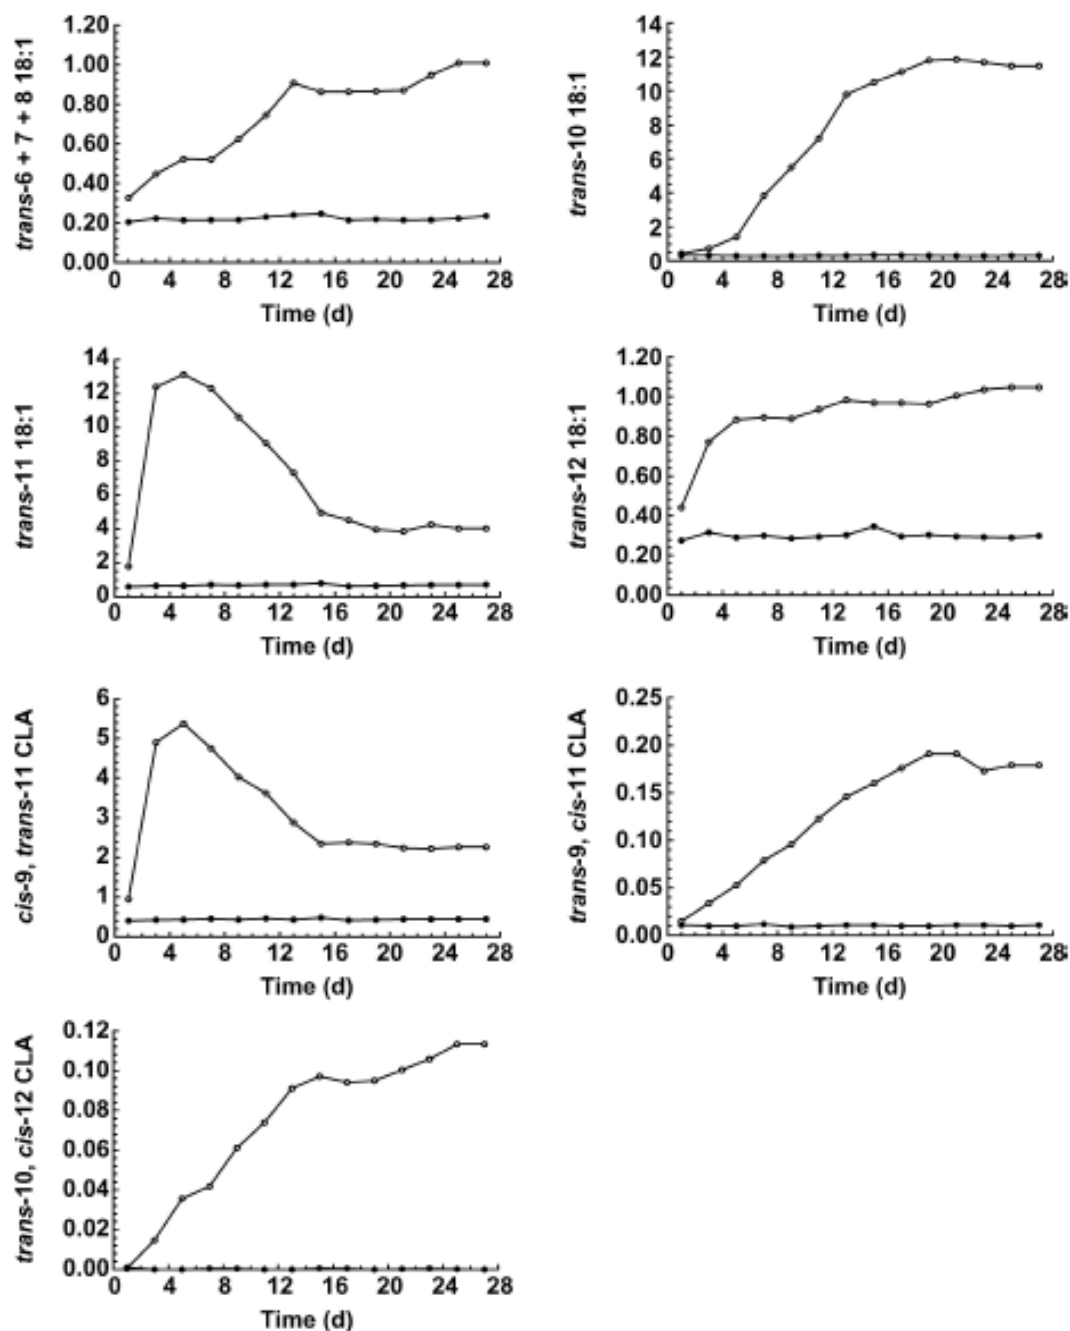 trans-6 + 7 + 8 18:1
1.20
1.00
0.80
0.60
0.40
0.20
0.00
0 4 8 12 16 20 24 28
Time (d)
trans-10 18:1
14
12
10
8
6
4
2
0
0 4 8 12 16 20 24 28
Time (d)
trans-11 18:1
14
12
10
8
6
4
2
0
0 4 8 12 16 20 24 28
Time (d)
trans-12 18:1
1.20
1.00
0.80
0.60
0.40
0.20
0.00
0 4 8 12 16 20 24 28
Time (d)
cis-9, trans-11 CLA
6
5
4
3
2
1
0
0 4 8 12 16 20 24 28
Time (d)
trans-9, cis-11 CLA
0.25
0.20
0.15
0.10
0.05
0.00
0 4 8 12 16 20 24 28
Time (d)
trans-10, cis-12 CLA
0.12
0.10
0.08
0.06
0.04
0.02
0.00
0 4 8 12 16 20 24 28
Time (d)